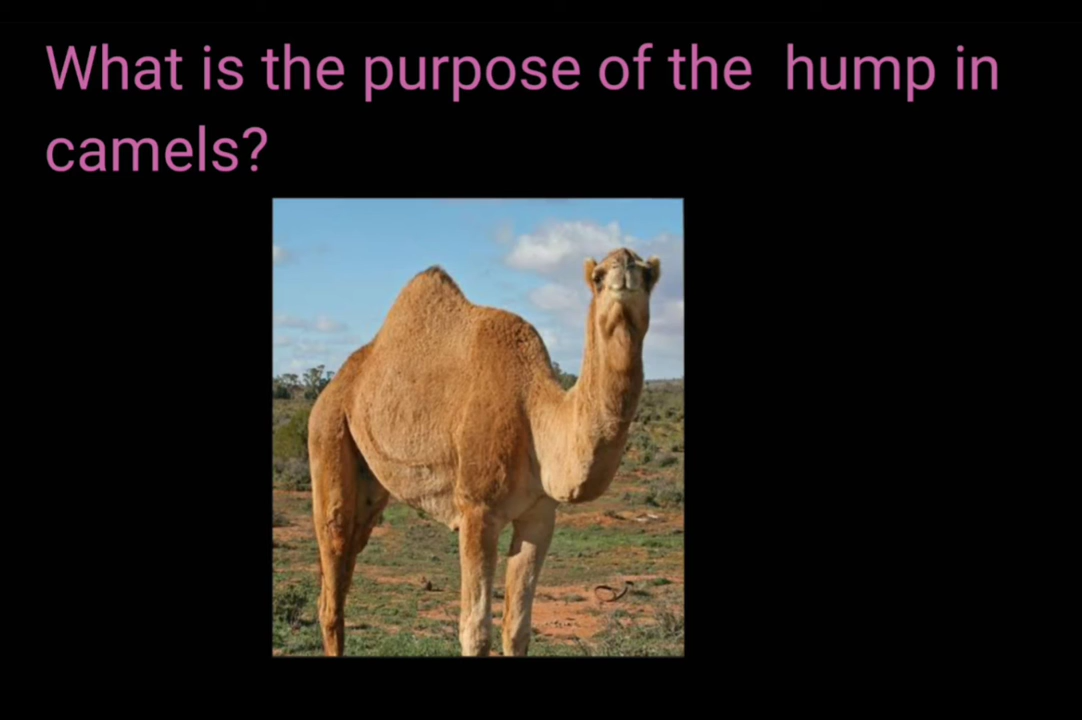 What is the purpose of the  hump in
camels?